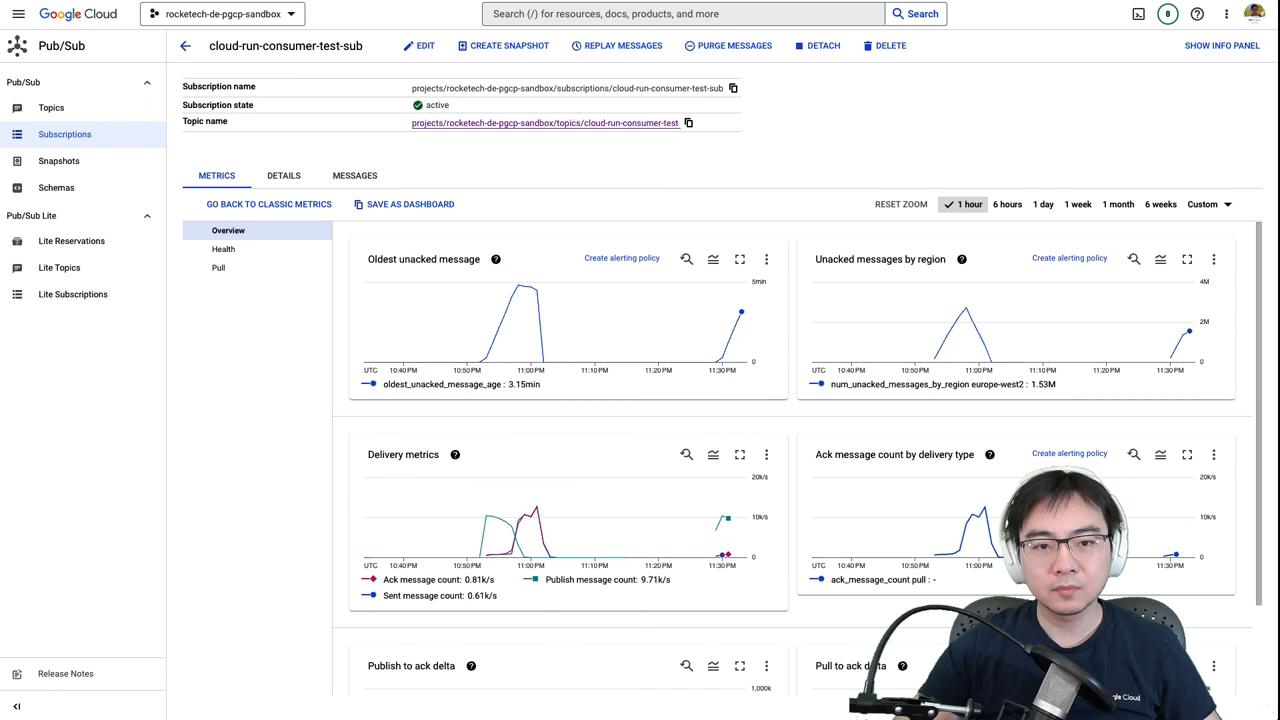 Google Cloud
rocketech-de-pgcp-sandbox
Search (/) for resources, docs, products, and more
Search
8
Pub/Sub
cloud-run-consumer-test-sub
EDIT
CREATE SNAPSHOT
REPLAY MESSAGES
PURGE MESSAGES
DETACH
DELETE
SHOW INFO PANEL
Pub/Sub
Topics
Subscriptions
Snapshots
Schemas
Pub/Sub Lite
Lite Reservations
Lite Topics
Lite Subscriptions
Release Notes
Subscription name projects/rocketech-de-pgcp-sandbox/subscriptions/cloud-run-consumer-test-sub
Subscription state active
Topic name projects/rocketech-de-pgcp-sandbox/topics/cloud-run-consumer-test
METRICS DETAILS MESSAGES
GO BACK TO CLASSIC METRICS SAVE AS DASHBOARD
RESET ZOOM 1 hour 6 hours 1 day 1 week 1 month 6 weeks Custom
Overview
Health
Pull
Oldest unacked message
Create alerting policy
5min
0
UTC 10:40 PM 10:50 PM 11:00 PM 11:10 PM 11:20 PM 11:30 PM
oldest_unacked_message_age : 3.15min
Unacked messages by region
Create alerting policy
4M
2M
0
UTC 10:40 PM 10:50 PM 11:00 PM 11:10 PM 11:20 PM 11:30 PM
num_unacked_messages_by_region europe-west2 : 1.53M
Delivery metrics
20k/s
10k/s
0
UTC 10:40 PM 10:50 PM 11:00 PM 11:10 PM 11:20 PM 11:30 PM
Ack message count: 0.81k/s Publish message count: 9.71k/s
Sent message count: 0.61k/s
Ack message count by delivery type
Create alerting policy
20k/s
10k/s
0
UTC 10:40 PM 10:50 PM 11:30 PM
ack_message_count pull : -
Publish to ack delta
1,000k
Pull to ack delta
Cloud